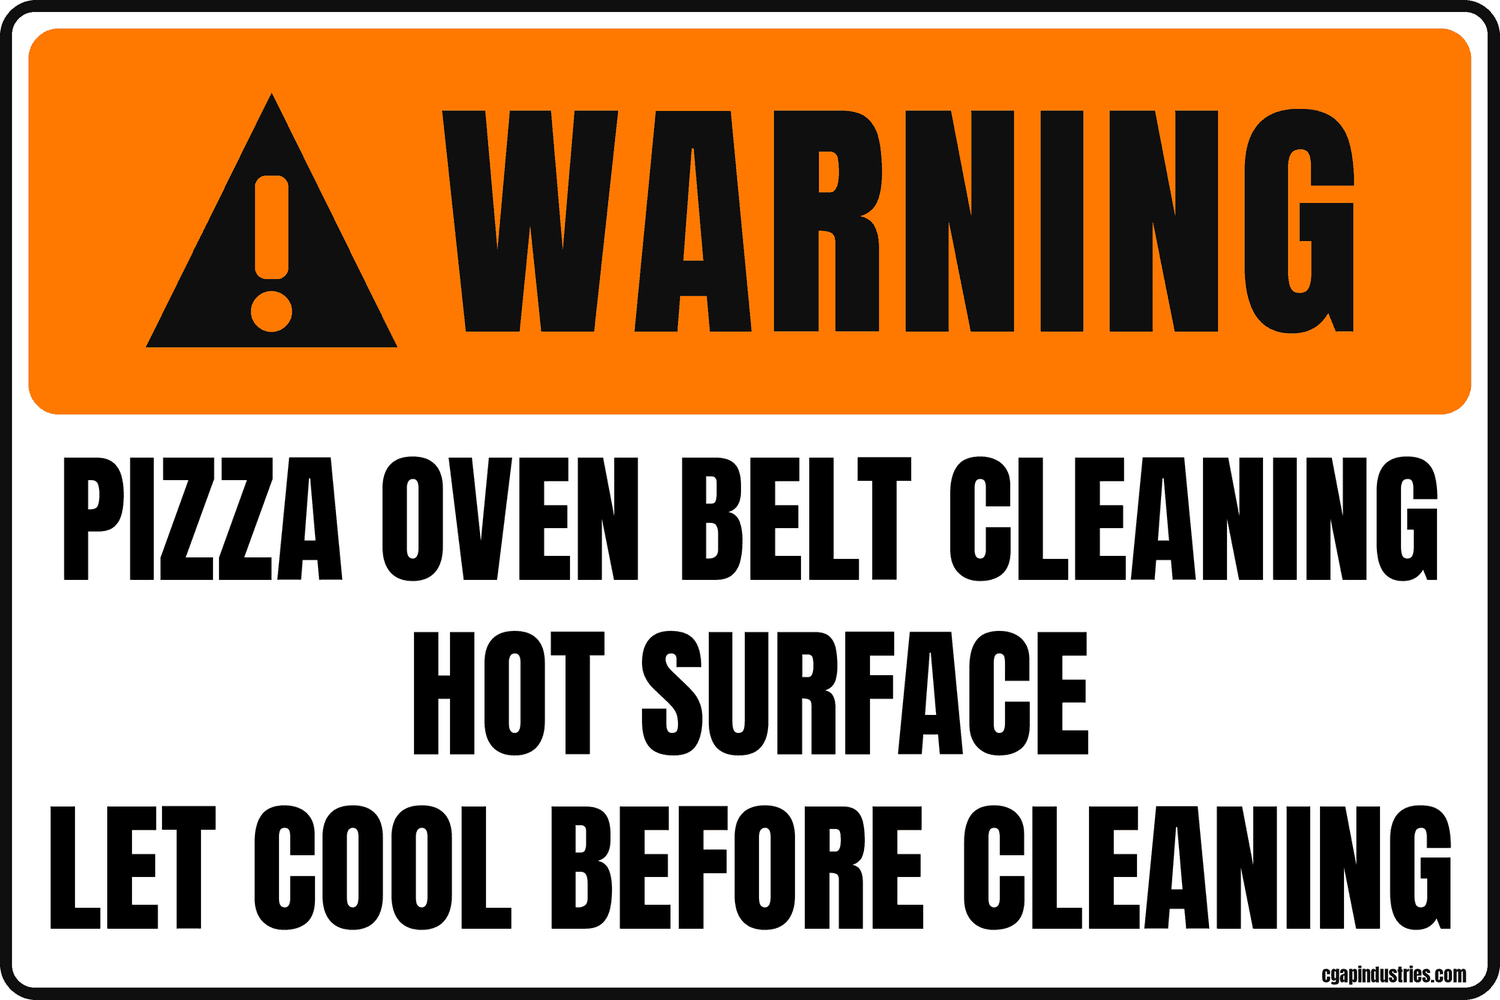 WARNING
PIZZA OVEN BELT CLEANING
HOT SURFACE
LET COOL BEFORE CLEANING
cgapindustries.com